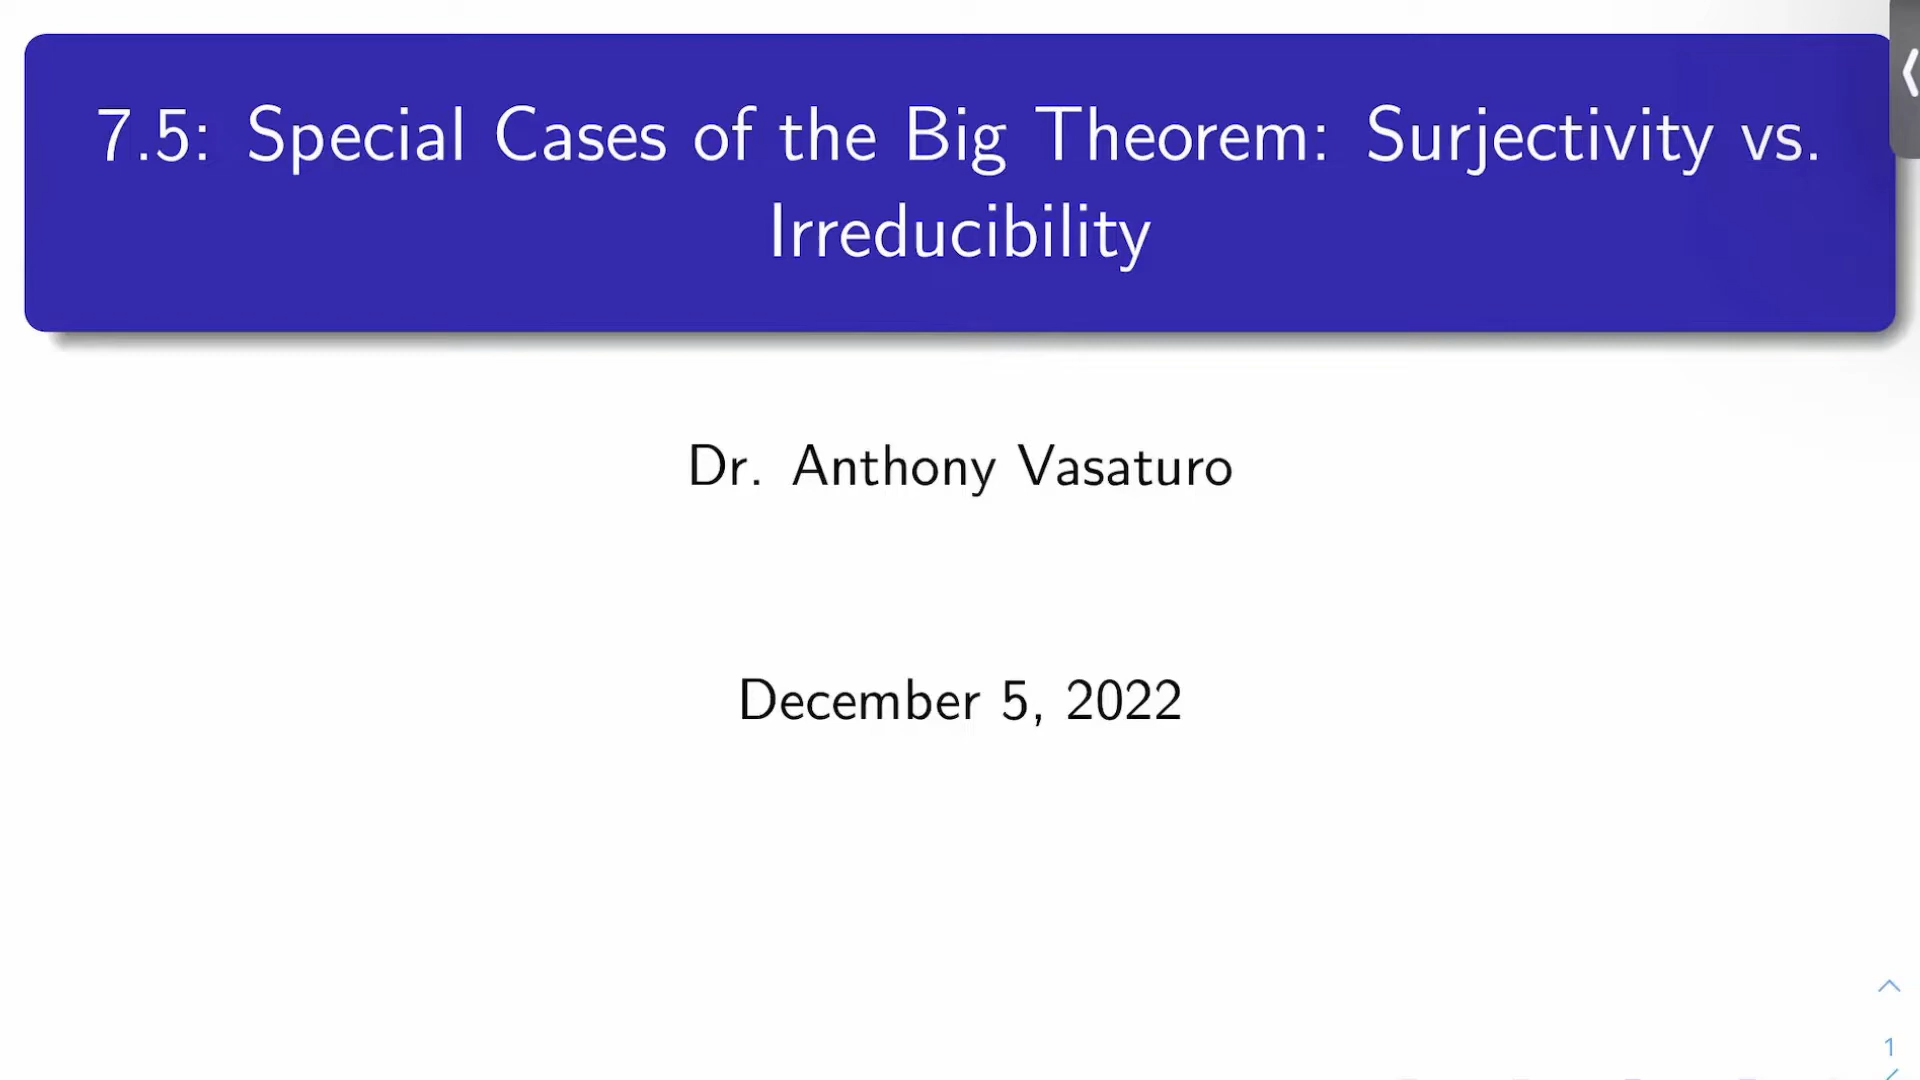 7.5: Special Cases of the Big Theorem: Surjectivity vs.
Irreducibility
Dr. Anthony Vasaturo
December 5, 2022
1